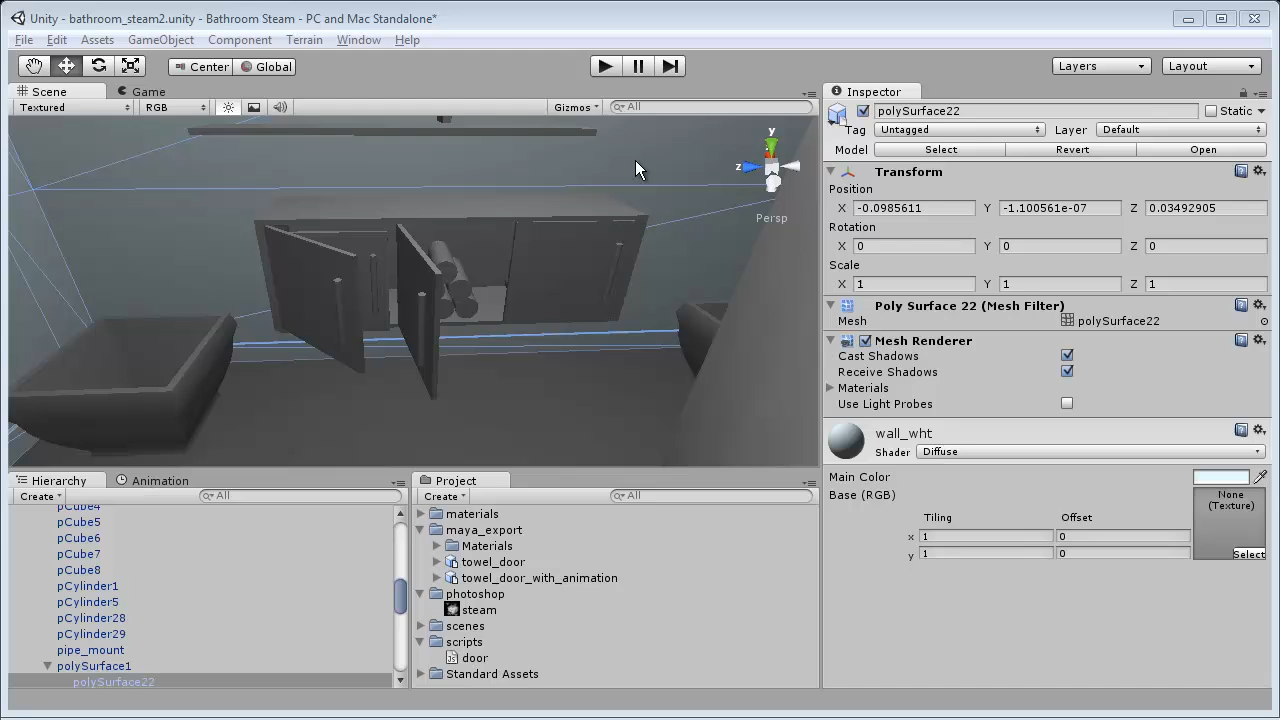 Unity - bathroom_steam2.unity - Bathroom Steam - PC and Mac Standalone*
File Edit Assets GameObject Component Terrain Window Help
Center Global Layers Layout
Scene Game
Textured RGB Gizmos All
y
z
Persp
Inspector
polySurface22 Static
Tag Untagged Layer Default
Model Select Revert Open
Transform
Position
X -0.0985611 Y -1.100561e-07 Z 0.03492905
Rotation
X 0 Y 0 Z 0
Scale
X 1 Y 1 Z 1
Poly Surface 22 (Mesh Filter)
Mesh polySurface22
Mesh Renderer
Cast Shadows
Receive Shadows
Materials
Use Light Probes
wall_wht
Shader Diffuse
Main Color
Base (RGB)
None
(Texture)
Tiling Offset
x 1 0
y 1 0
Select
Hierarchy Animation
Create All
pCube4
pCube5
pCube6
pCube7
pCube8
pCylinder1
pCylinder5
pCylinder28
pCylinder29
pipe_mount
polySurface1
polySurface22
Project
Create All
materials
maya_export
Materials
towel_door
towel_door_with_animation
photoshop
steam
scenes
scripts
door
Standard Assets